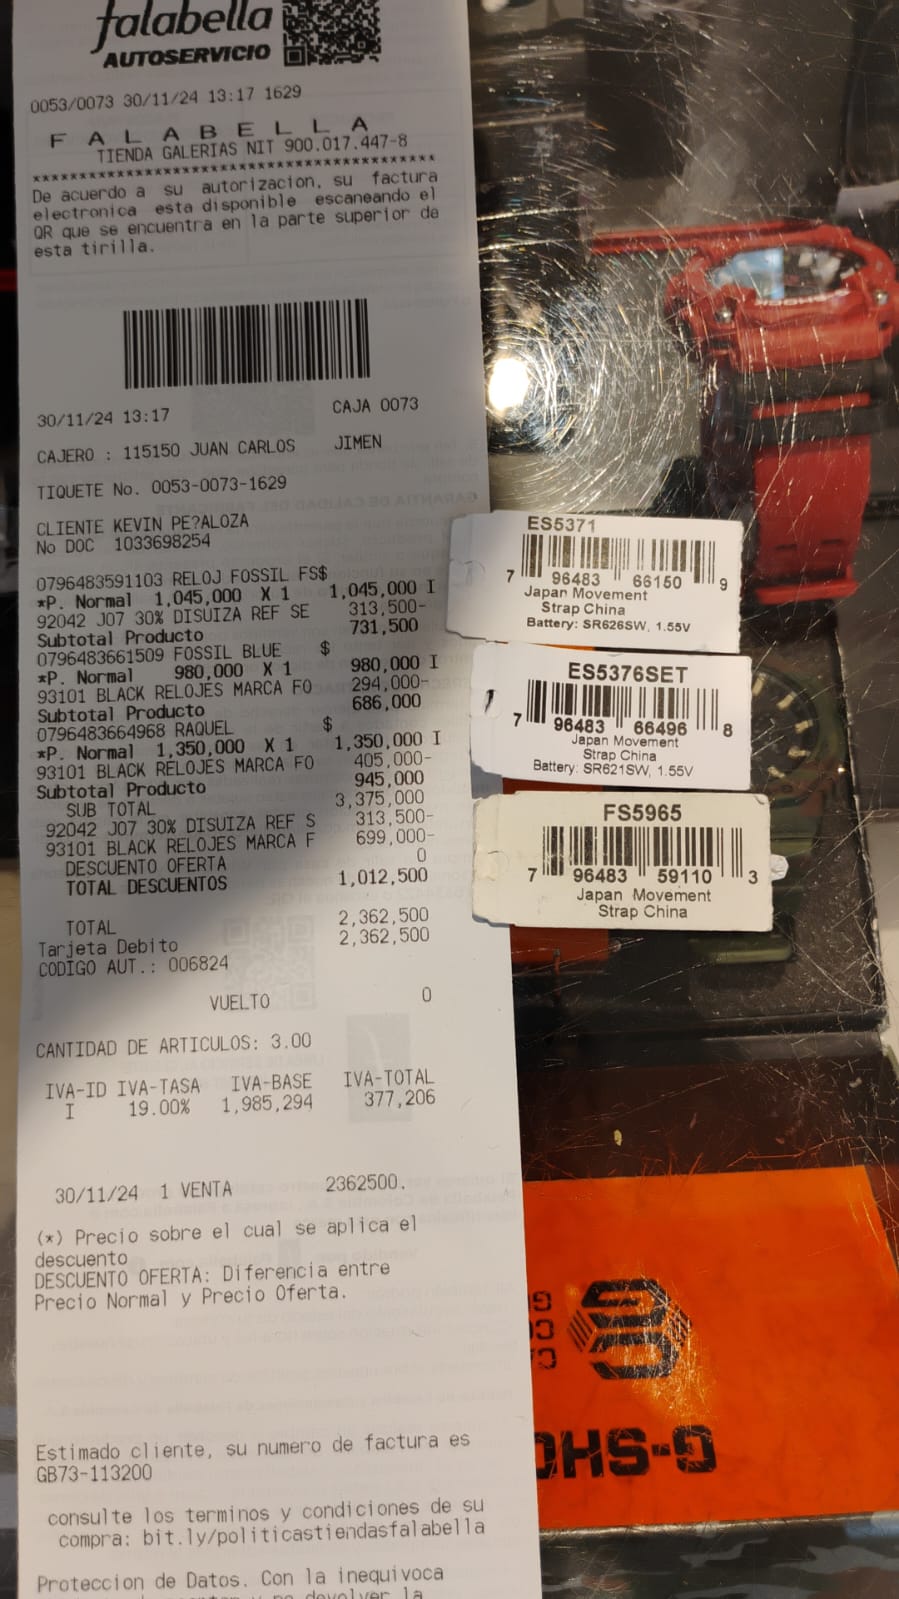 falabella
AUTOSERVICIO
0053/0073 30/11/24 13:17 1629
F A L A B E L L A
TIENDA GALERIAS NIT 900.017.447-8
******************************************
De acuerdo a su autorizacion, su factura
electronica esta disponible escaneando el
QR que se encuentra en la parte superior de
esta tirilla.
30/11/24 13:17 CAJA 0073
CAJERO : 115150 JUAN CARLOS JIMEN
TIQUETE No. 0053-0073-1629
CLIENTE KEVIN PE?ALOZA
No DOC 1033698254
0796483591103 RELOJ FOSSIL FS$
*P. Normal 1,045,000 X 1 1,045,000 I
92042 J07 30% DISUIZA REF SE 313,500-
Subtotal Producto 731,500
0796483661509 FOSSIL BLUE $
*P. Normal 980,000 X 1 980,000 I
93101 BLACK RELOJES MARCA FO 294,000-
Subtotal Producto 686,000
0796483664968 RAQUEL $
*P. Normal 1,350,000 X 1 1,350,000 I
93101 BLACK RELOJES MARCA FO 405,000-
Subtotal Producto 945,000
SUB TOTAL 3,375,000
92042 J07 30% DISUIZA REF S 313,500-
93101 BLACK RELOJES MARCA F 699,000-
DESCUENTO OFERTA 0
TOTAL DESCUENTOS 1,012,500
TOTAL 2,362,500
Tarjeta Debito 2,362,500
CODIGO AUT.: 006824
VUELTO 0
CANTIDAD DE ARTICULOS: 3.00
IVA-ID IVA-TASA IVA-BASE IVA-TOTAL
I 19.00% 1,985,294 377,206
30/11/24 1 VENTA 2362500.
(*) Precio sobre el cual se aplica el
descuento
DESCUENTO OFERTA: Diferencia entre
Precio Normal y Precio Oferta.
Estimado cliente, su numero de factura es
GB73-113200
consulte los terminos y condiciones de su
compra: bit.ly/politicastiendasfalabella
Proteccion de Datos. Con la inequivoca
ES5371
7 96483 66150 9
Japan Movement
Strap China
Battery: SR626SW, 1.55V
ES5376SET
7 96483 66496 8
Japan Movement
Strap China
Battery: SR621SW, 1.55V
FS5965
7 96483 59110 3
Japan Movement
Strap China
G-SHO